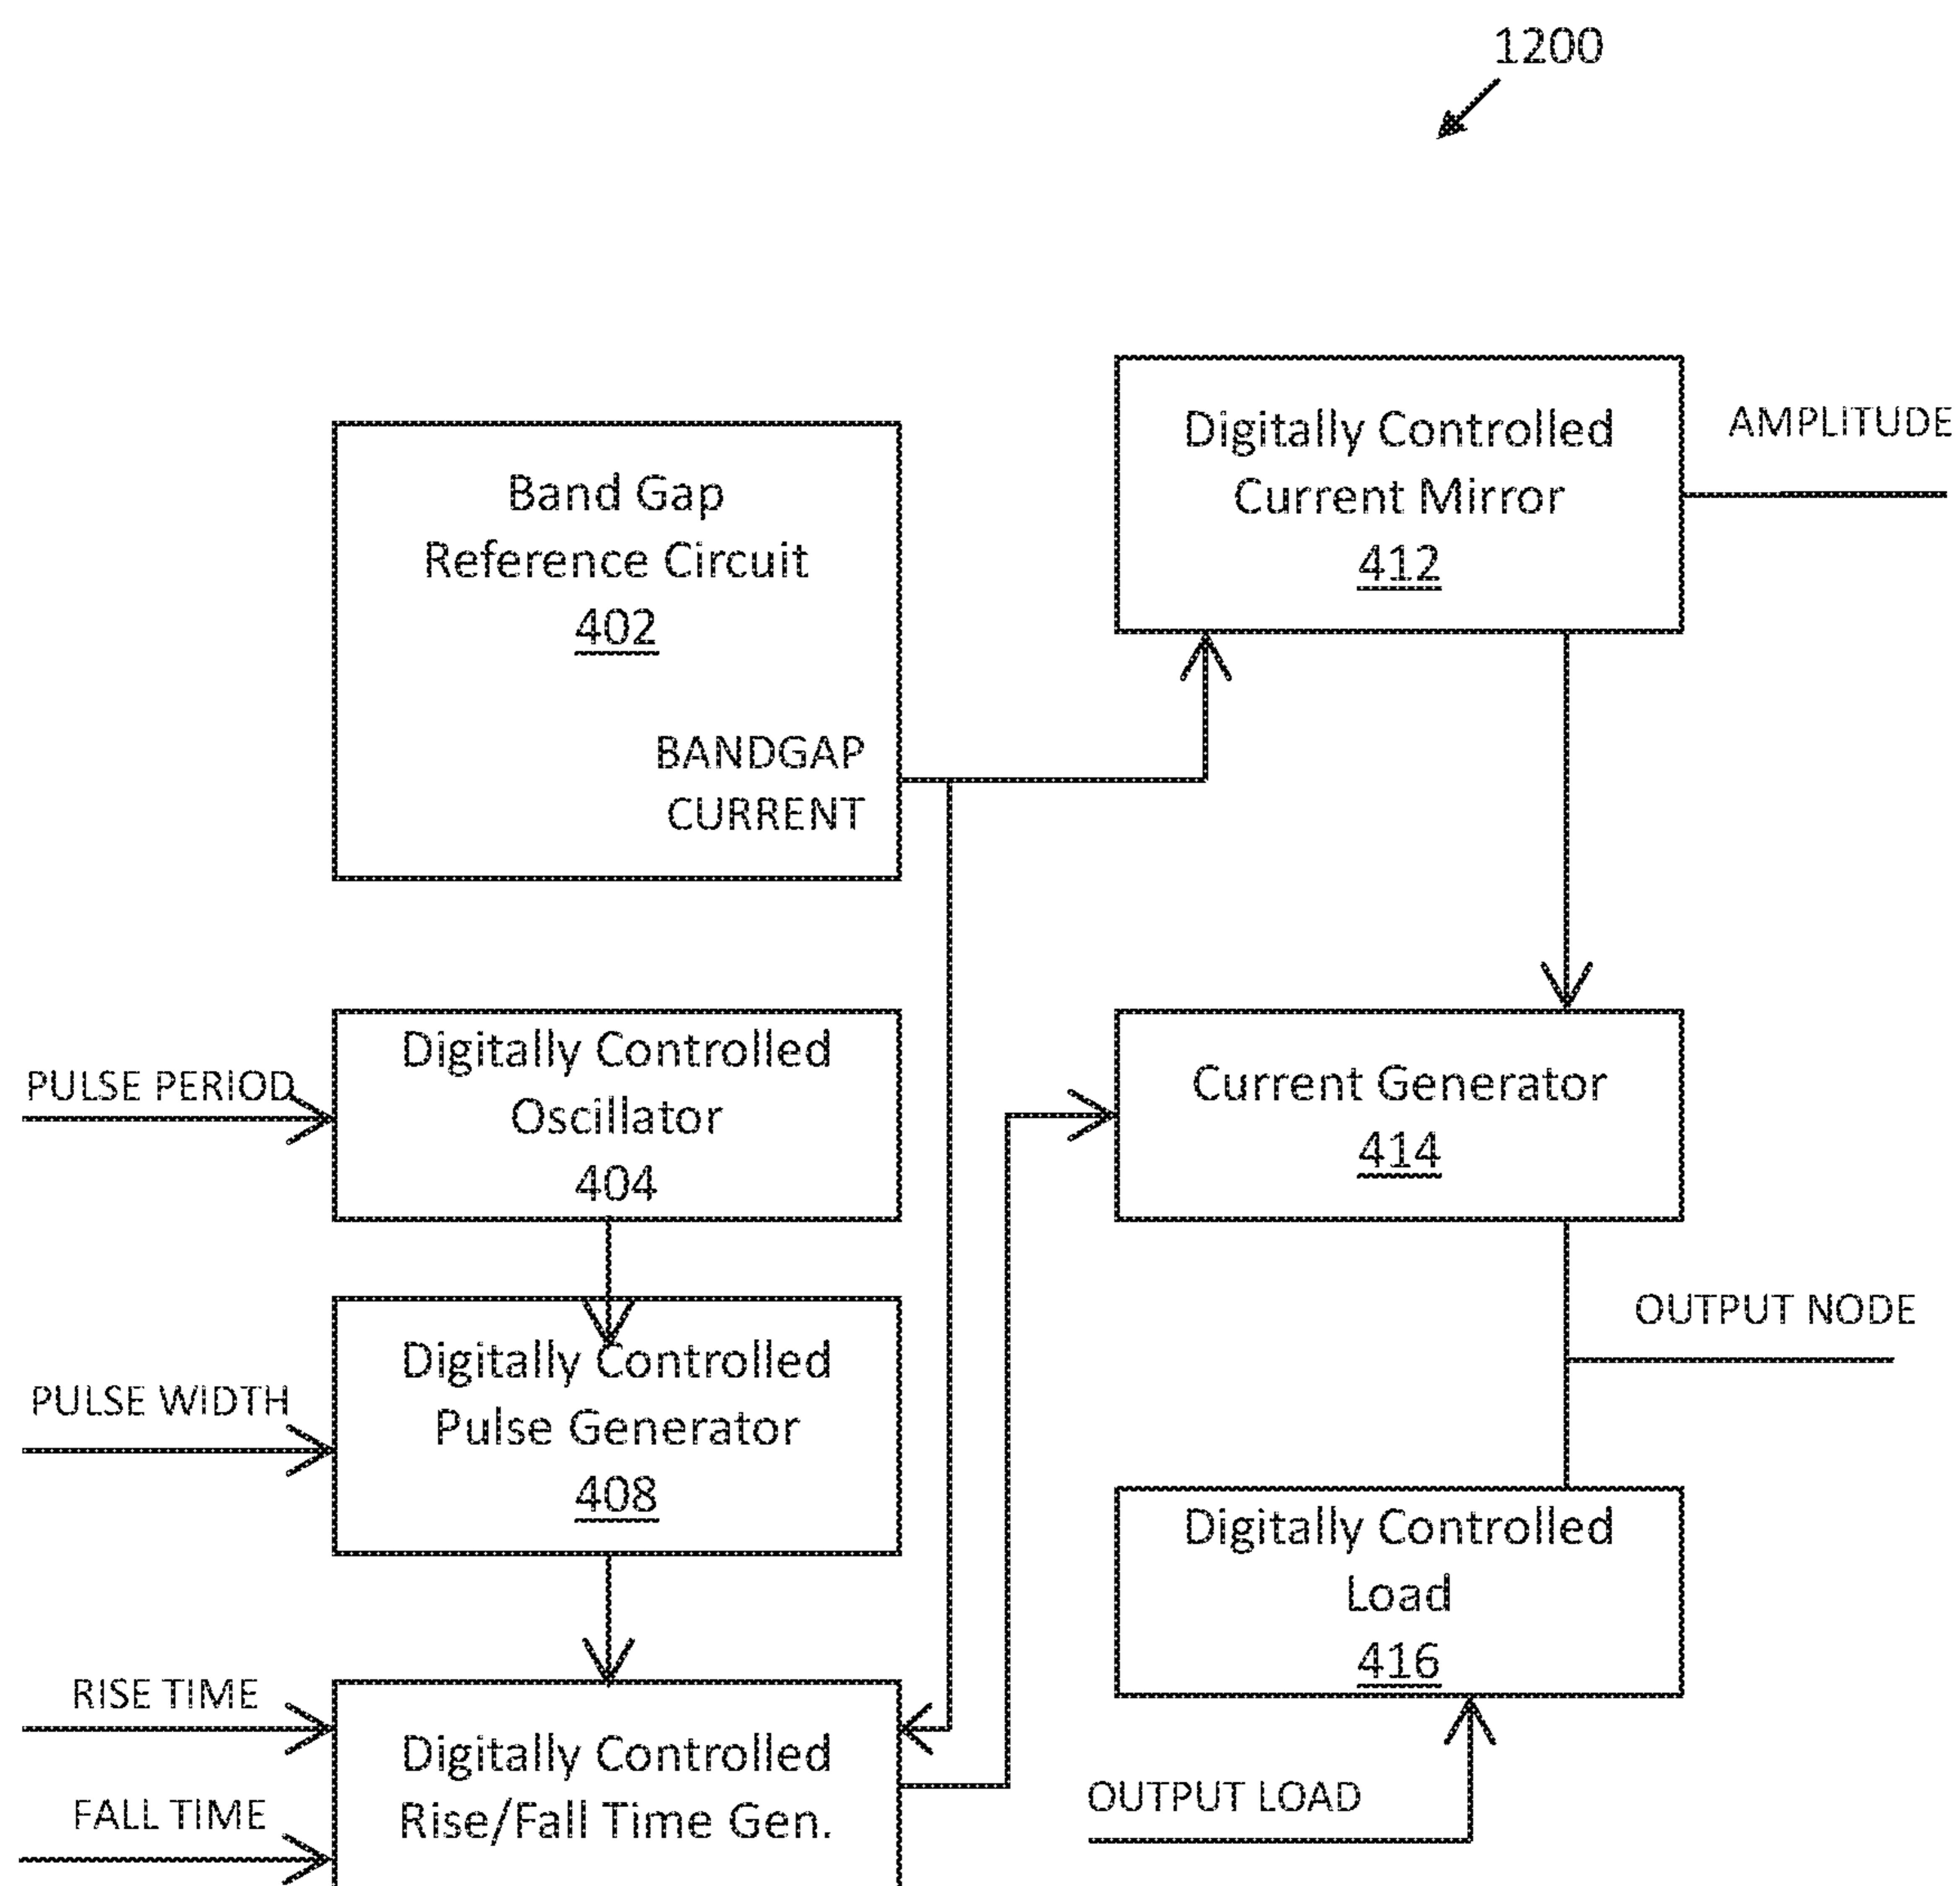 1200
Band Gap
Reference Circuit
402
BANDGAP
CURRENT
Digitally Controlled
Current Mirror
412
AMPLITUDE
PULSE PERIOD
Digitally Controlled
Oscillator
404
Current Generator
414
OUTPUT NODE
PULSE WIDTH
Digitally Controlled
Pulse Generator
408
Digitally Controlled
Load
416
RISE TIME
FALL TIME
Digitally Controlled
Rise/Fall Time Gen.
OUTPUT LOAD